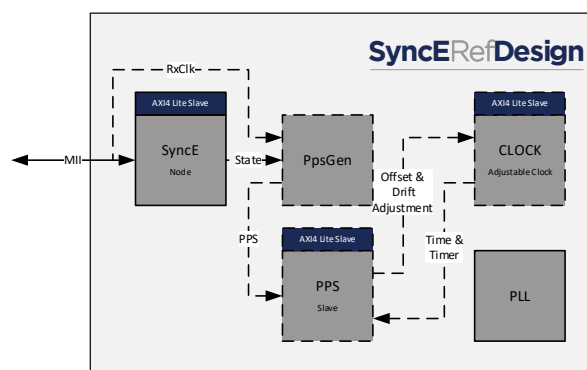 SyncERefDesign
RxClk
AXI4 Lite Slave
AXI4 Lite Slave
MII
SyncE
Node
State
PpsGen
CLOCK
Adjustable Clock
Offset &
Drift
Adjustment
PPS
AXI4 Lite Slave
Time &
Timer
PPS
Slave
PLL